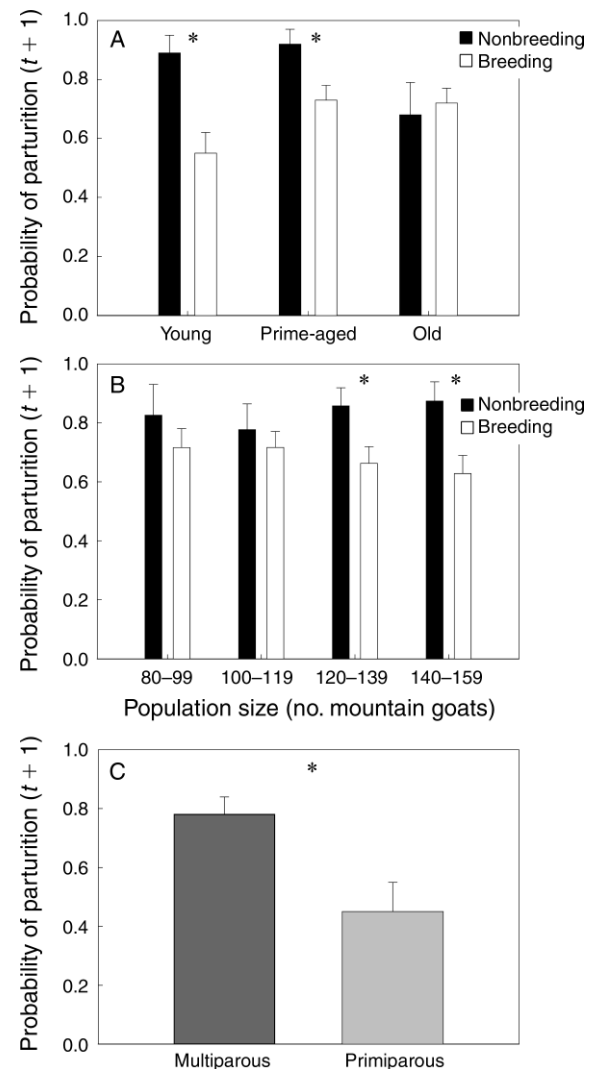 Probability of parturition (t + 1)
1.0
0.8
0.6
0.4
0.2
0.0
A
*
*
Nonbreeding
Breeding
Young Prime-aged Old
Probability of parturition (t + 1)
1.0
0.8
0.6
0.4
0.2
0.0
B
*
*
Nonbreeding
Breeding
80–99 100–119 120–139 140–159
Population size (no. mountain goats)
Probability of parturition (t + 1)
1.0
0.8
0.6
0.4
0.2
0.0
C
*
Multiparous Primiparous